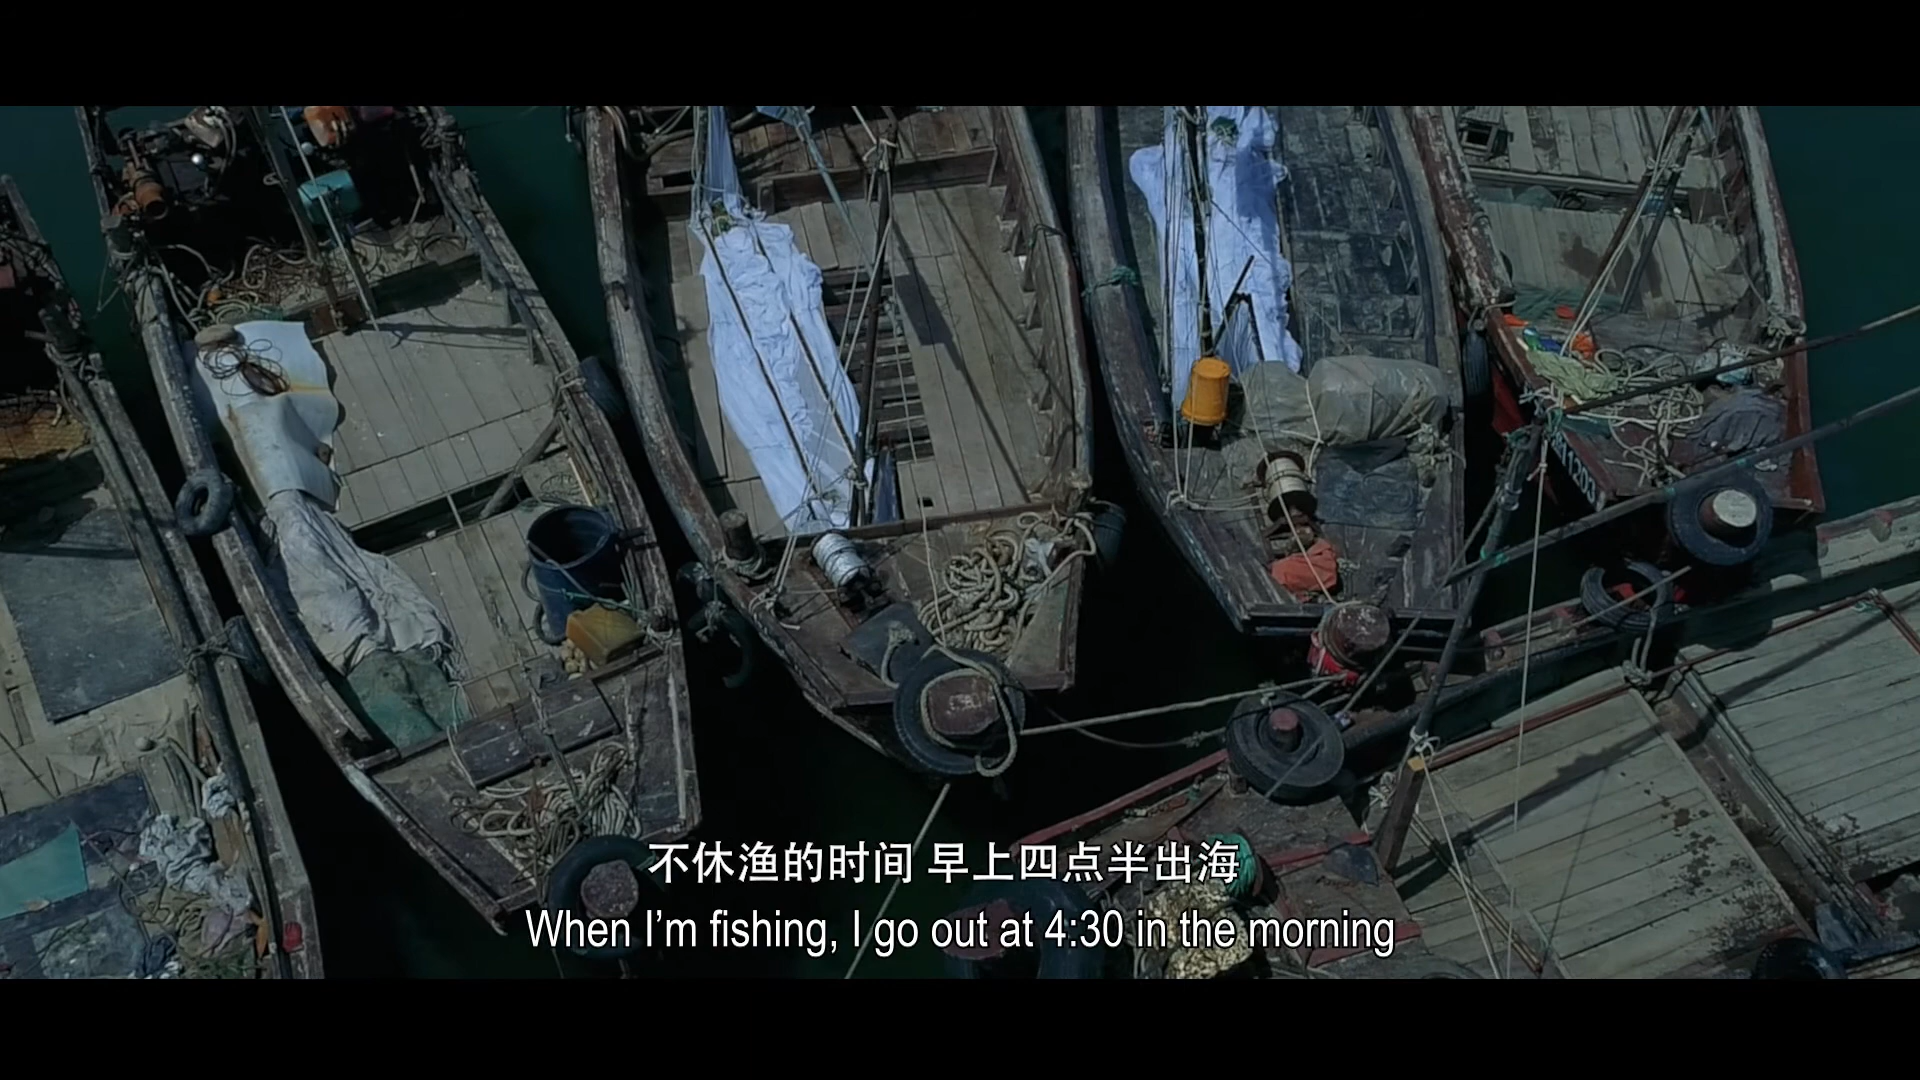 不休渔的时间 早上四点半出海
When I'm fishing, I go out at 4:30 in the morning